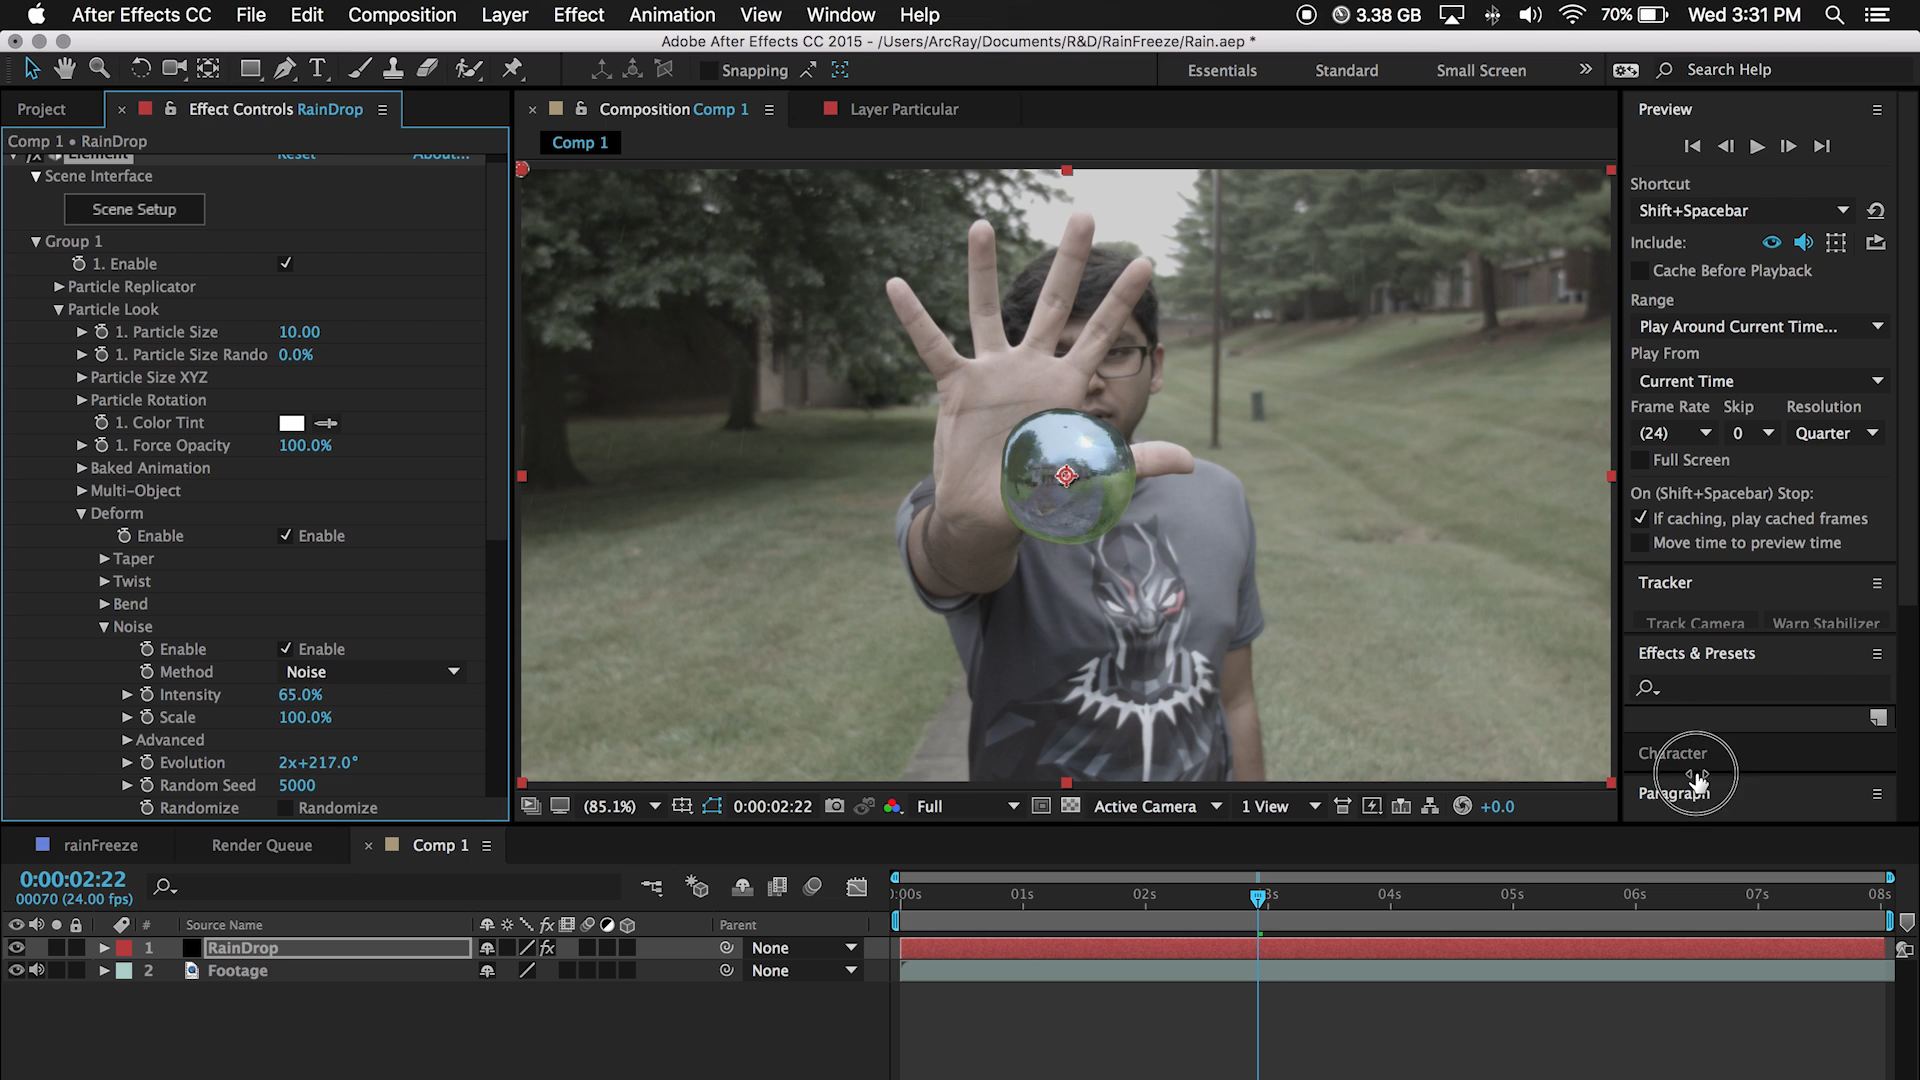 After Effects CC File Edit Composition Layer Effect Animation View Window Help 3.38 GB 70% Wed 3:31 PM
Adobe After Effects CC 2015 - /Users/ArcRay/Documents/R&D/RainFreeze/Rain.aep *
T Snapping Essentials Standard Small Screen » Search Help
Project × Effect Controls RainDrop
Comp 1 • RainDrop
fx Element Reset About...
Scene Interface
Scene Setup
Group 1
1. Enable
Particle Replicator
Particle Look
1. Particle Size 10.00
1. Particle Size Rando 0.0%
Particle Size XYZ
Particle Rotation
1. Color Tint
1. Force Opacity 100.0%
Baked Animation
Multi-Object
Deform
Enable Enable
Taper
Twist
Bend
Noise
Enable Enable
Method Noise
Intensity 65.0%
Scale 100.0%
Advanced
Evolution 2x+217.0°
Random Seed 5000
Randomize Randomize
× Composition Comp 1 Layer Particular
Comp 1
(85.1%) 0:00:02:22 Full Active Camera 1 View +0.0
Preview
Shortcut
Shift+Spacebar
Include:
Cache Before Playback
Range
Play Around Current Time...
Play From
Current Time
Frame Rate Skip Resolution
(24) 0 Quarter
Full Screen
On (Shift+Spacebar) Stop:
If caching, play cached frames
Move time to preview time
Tracker
Track Camera Warp Stabilizer
Effects & Presets
Character
Paragraph
rainFreeze Render Queue × Comp 1
0:00:02:22
00070 (24.00 fps)
:00s 01s 02s 3s 04s 05s 06s 07s 08s
# Source Name fx Parent
1 RainDrop fx None
2 Footage None